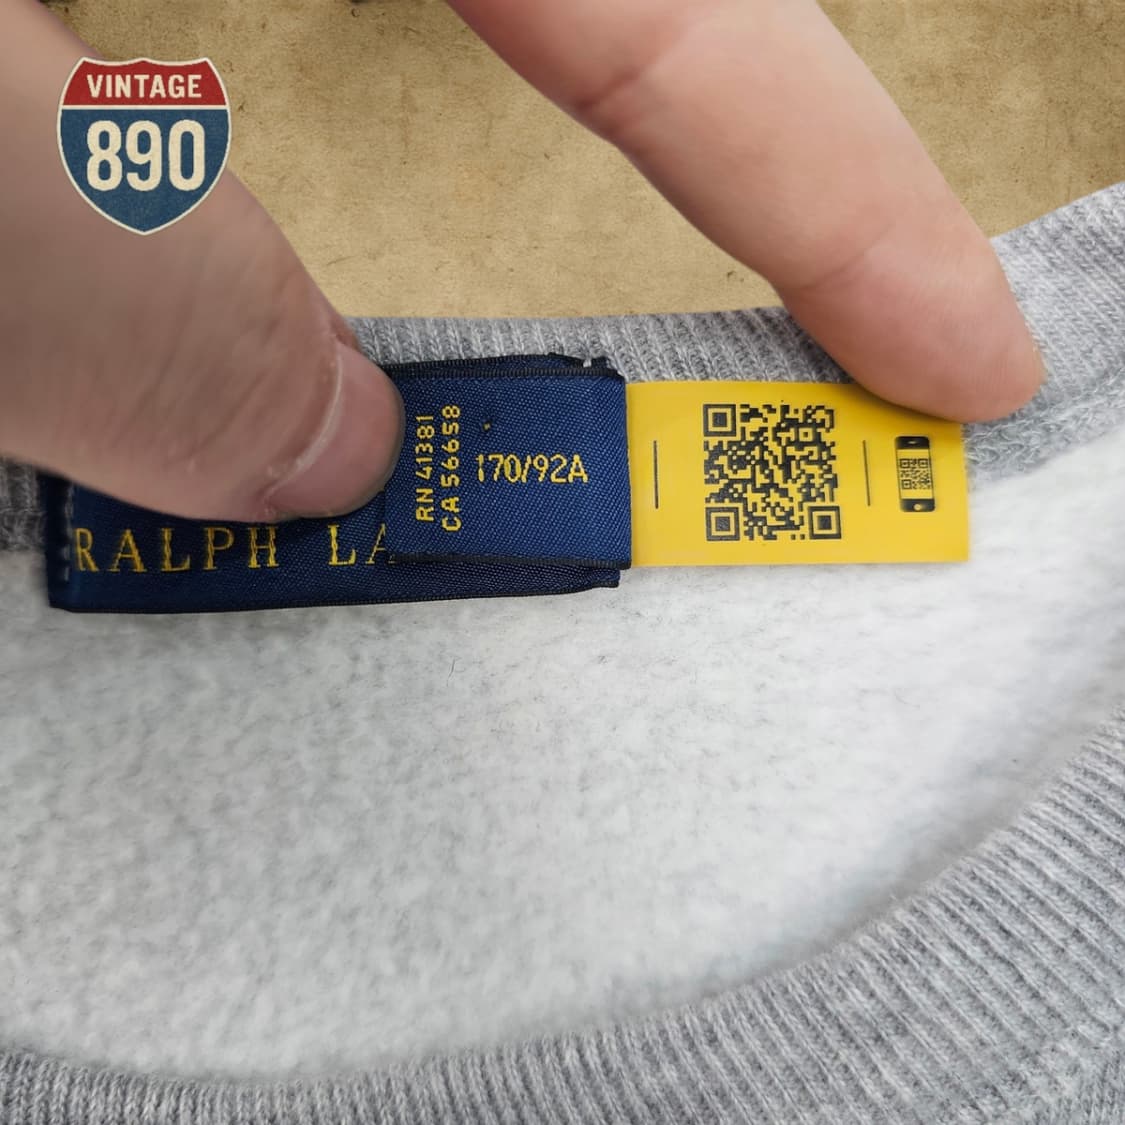 VINTAGE
890
RN 41381
CA 56658
170/92A
RALPH LA